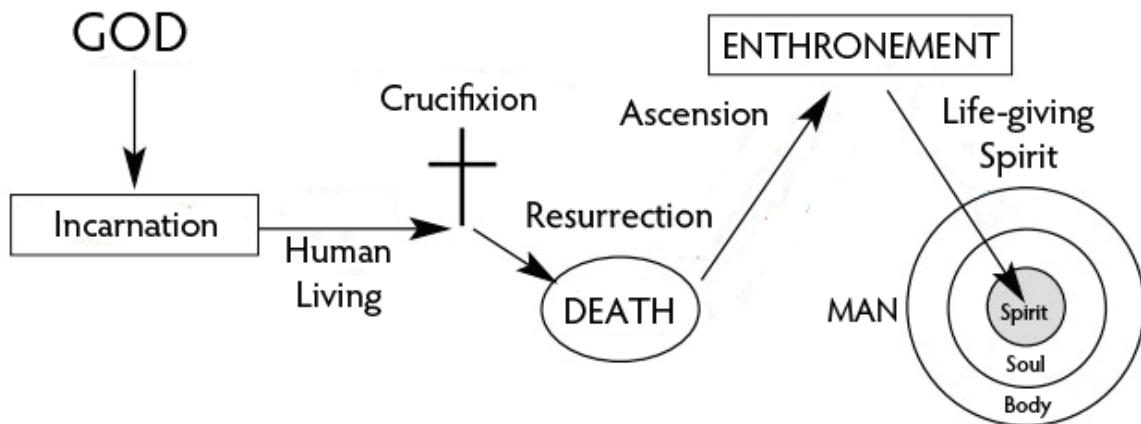 GOD
Incarnation
Human
Living
Crucifixion
Resurrection
DEATH
Ascension
ENTHRONEMENT
Life-giving
Spirit
MAN
Spirit
Soul
Body